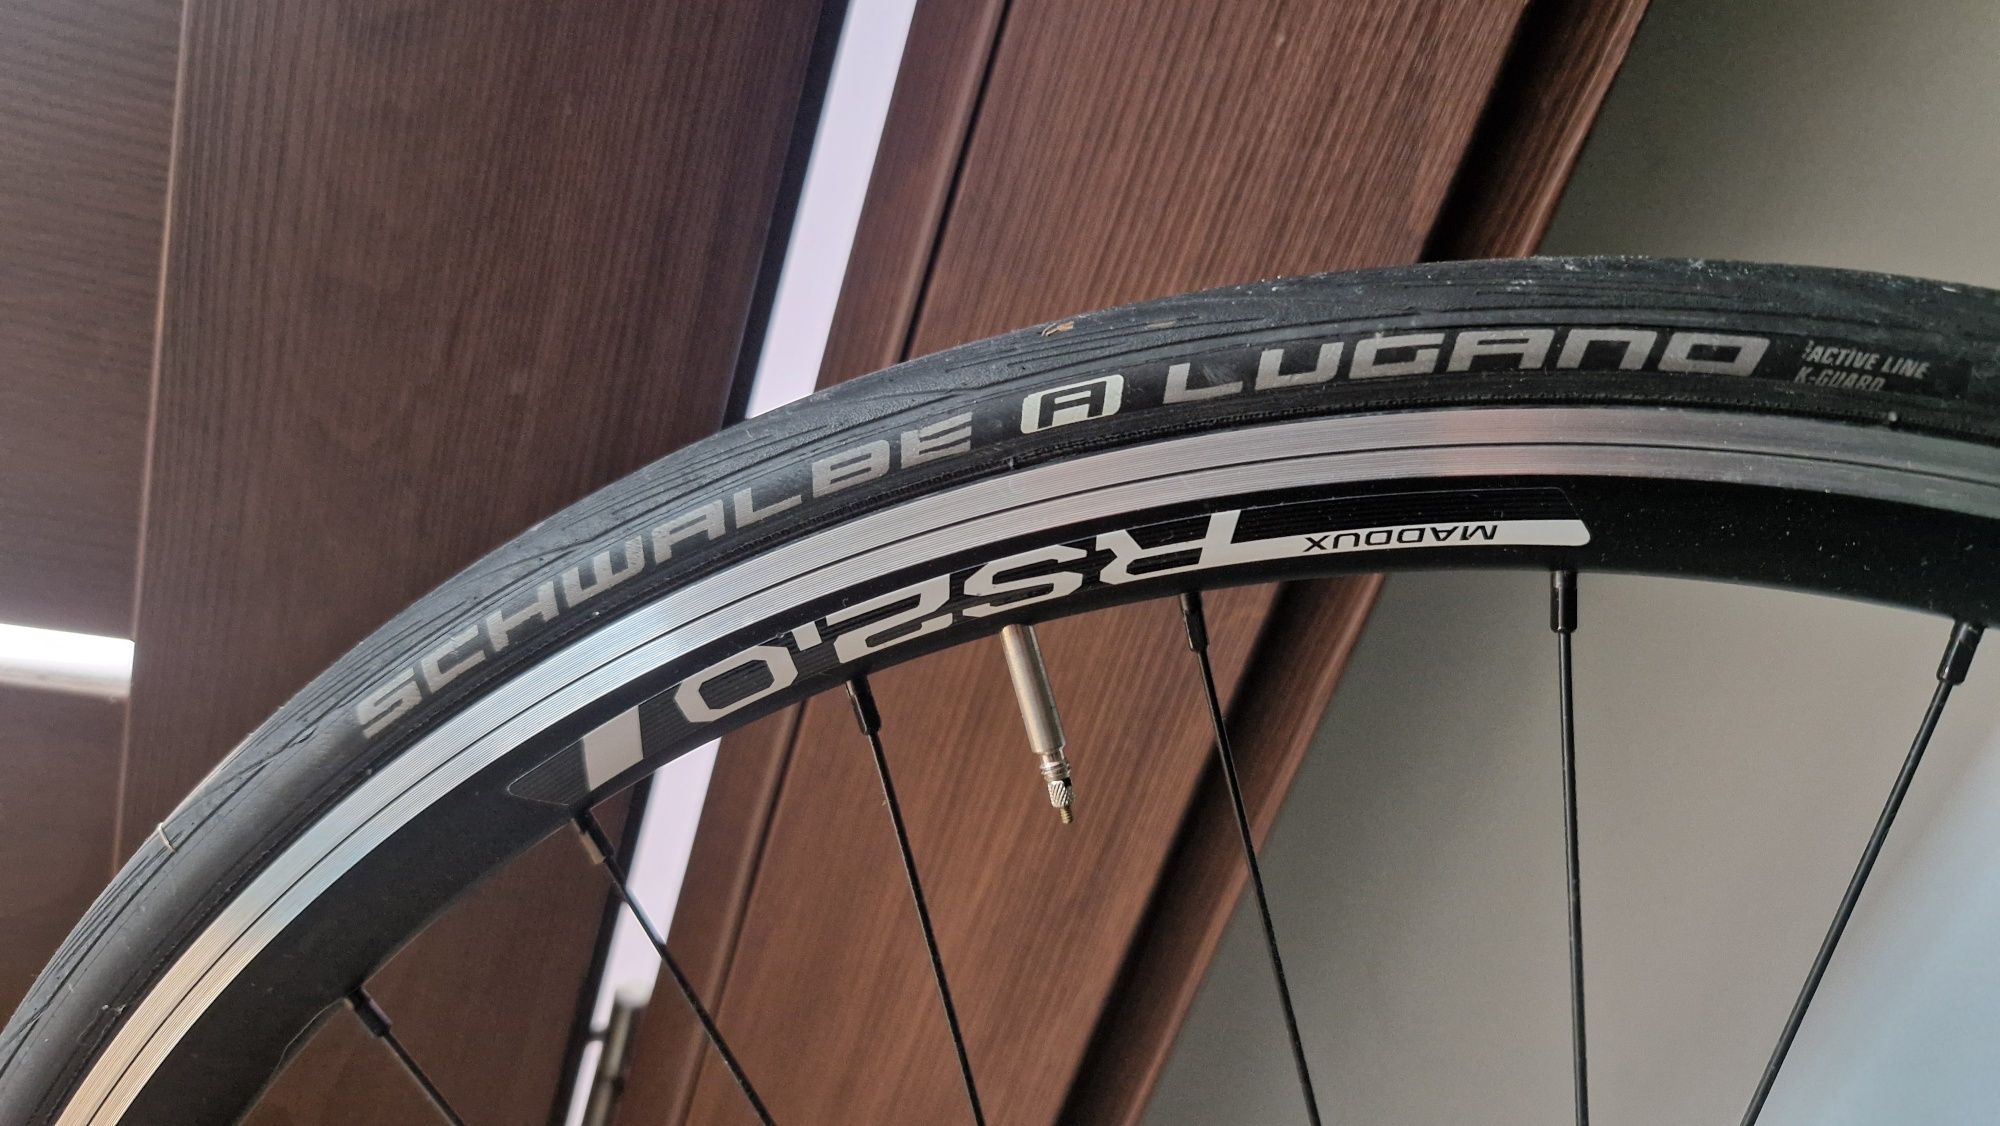 SCHWALBE A LUGANO
ACTIVE LINE
K-GUARD
MADDUX
RS2.0